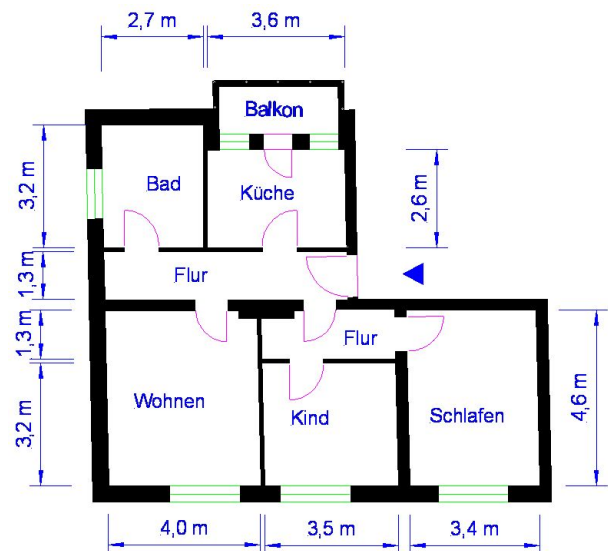 2,7 m
3,6 m
Balkon
3,2 m
Bad
Küche
2,6 m
1,3 m
Flur
1,3 m
Flur
3,2 m
Wohnen
Kind
Schlafen
4,6 m
4,0 m
3,5 m
3,4 m